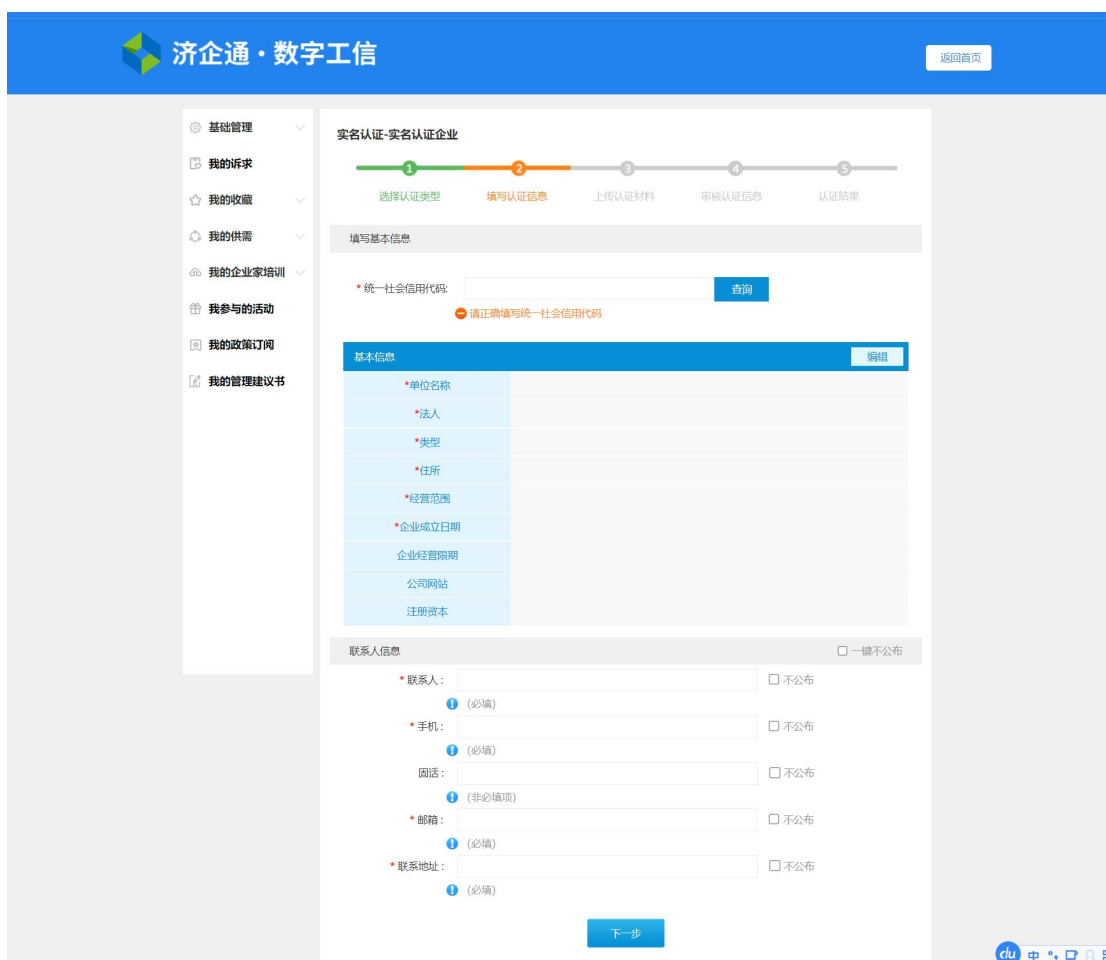 济企通·数字工信
返回首页
基础管理
我的诉求
我的收藏
我的供需
我的企业家培训
我参与的活动
我的政策订阅
我的管理建议书
实名认证-实名认证企业
1 2 3 4 5
选择认证类型 填写认证信息 上传认证材料 审核认证信息 认证结果
填写基本信息
* 统一社会信用代码: 查询
请正确填写统一社会信用代码
基本信息 编辑
*单位名称
*法人
*类型
*住所
*经营范围
*企业成立日期
企业经营限期
公司网站
注册资本
联系人信息 一键不公布
* 联系人: 不公布
(必填)
* 手机: 不公布
(必填)
固话: 不公布
(非必填项)
* 邮箱: 不公布
(必填)
* 联系地址: 不公布
(必填)
下一步
du 中